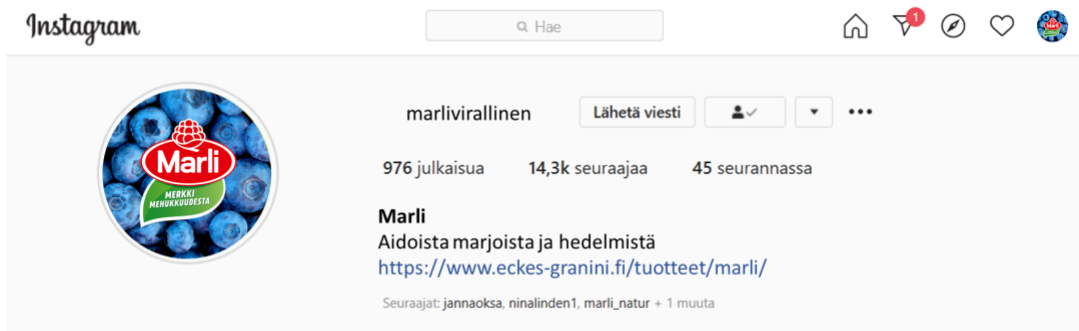 Instagram
Hae
1
marlivirallinen Lähetä viesti
976 julkaisua 14,3k seuraajaa 45 seurannassa
Marli
MERKKI
MEHUKKUUDESTA
Marli
Aidoista marjoista ja hedelmistä
https://www.eckes-granini.fi/tuotteet/marli/
Seuraajat: jannaoksa, ninalinden1, marli_natur + 1 muuta